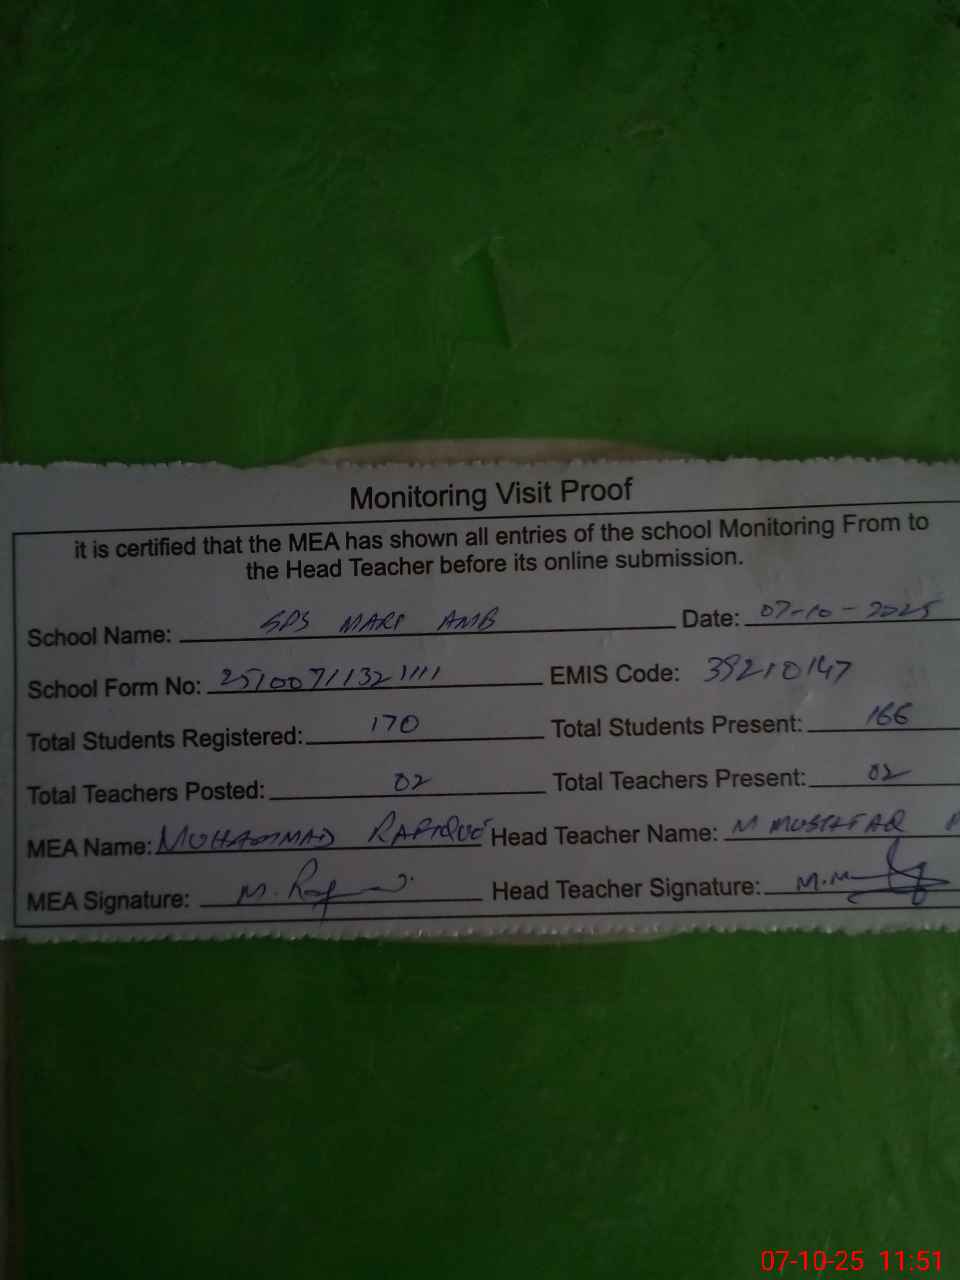 Monitoring Visit Proof
it is certified that the MEA has shown all entries of the school Monitoring From to
the Head Teacher before its online submission.
School Name: GPS MARI AMB Date: 07-10-2025
School Form No: 2510071132 1111 EMIS Code: 39210147
Total Students Registered: 170 Total Students Present: 166
Total Teachers Posted: 02 Total Teachers Present: 02
MEA Name: MUHAMMAD RAFIQUE Head Teacher Name: M MUSHTAQ
MEA Signature: Head Teacher Signature:
07-10-25 11:51